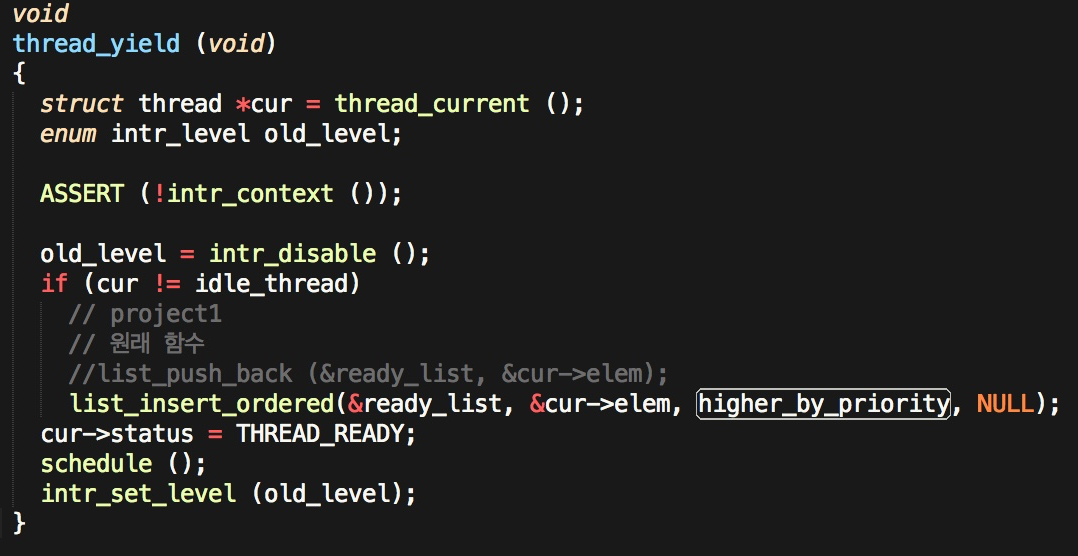 void
thread_yield (void)
{
  struct thread *cur = thread_current ();
  enum intr_level old_level;

  ASSERT (!intr_context ());

  old_level = intr_disable ();
  if (cur != idle_thread)
    // project1
    // 원래 함수
    //list_push_back (&ready_list, &cur->elem);
    list_insert_ordered(&ready_list, &cur->elem, higher_by_priority, NULL);
  cur->status = THREAD_READY;
  schedule ();
  intr_set_level (old_level);
}